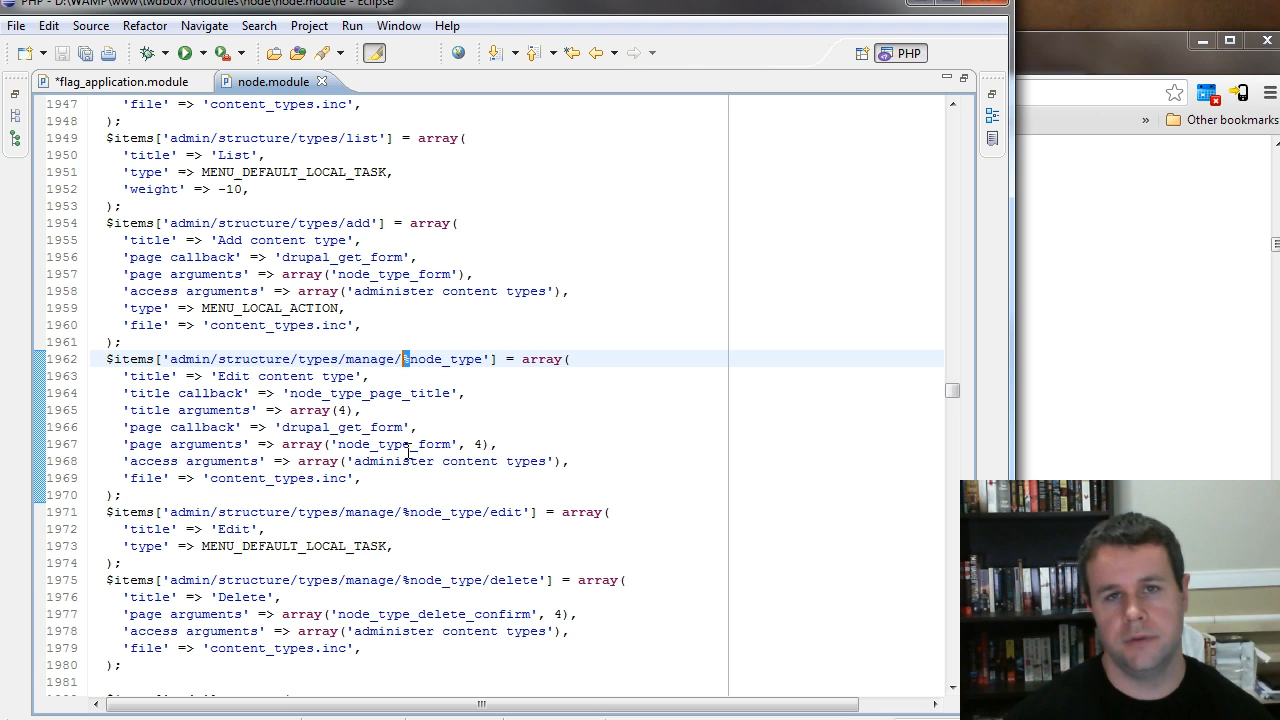 PHP - D:\WAMP\www\twdbox7\modules\node\node.module - Eclipse
File Edit Source Refactor Navigate Search Project Run Window Help
PHP
*flag_application.module node.module
Other bookmarks
1947 'file' => 'content_types.inc',
1948 );
1949 $items['admin/structure/types/list'] = array(
1950 'title' => 'List',
1951 'type' => MENU_DEFAULT_LOCAL_TASK,
1952 'weight' => -10,
1953 );
1954 $items['admin/structure/types/add'] = array(
1955 'title' => 'Add content type',
1956 'page callback' => 'drupal_get_form',
1957 'page arguments' => array('node_type_form'),
1958 'access arguments' => array('administer content types'),
1959 'type' => MENU_LOCAL_ACTION,
1960 'file' => 'content_types.inc',
1961 );
1962 $items['admin/structure/types/manage/%node_type'] = array(
1963 'title' => 'Edit content type',
1964 'title callback' => 'node_type_page_title',
1965 'title arguments' => array(4),
1966 'page callback' => 'drupal_get_form',
1967 'page arguments' => array('node_type_form', 4),
1968 'access arguments' => array('administer content types'),
1969 'file' => 'content_types.inc',
1970 );
1971 $items['admin/structure/types/manage/%node_type/edit'] = array(
1972 'title' => 'Edit',
1973 'type' => MENU_DEFAULT_LOCAL_TASK,
1974 );
1975 $items['admin/structure/types/manage/%node_type/delete'] = array(
1976 'title' => 'Delete',
1977 'page arguments' => array('node_type_delete_confirm', 4),
1978 'access arguments' => array('administer content types'),
1979 'file' => 'content_types.inc',
1980 );
1981